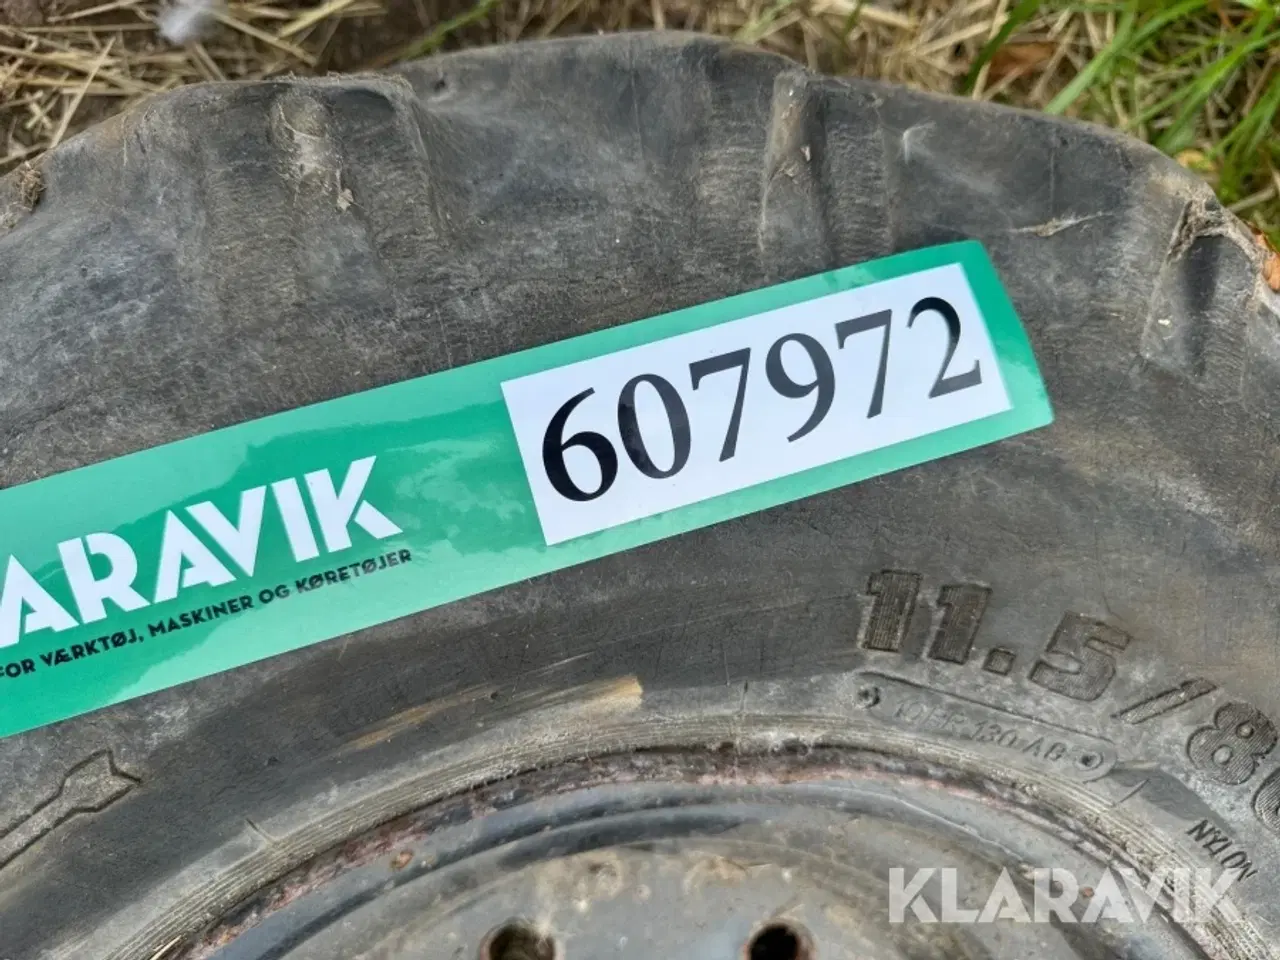 607972
ARAVIK
FOR VÆRKTØJ, MASKINER OG KØRETØJER
11.5/80
NYLON
KLARAVIK